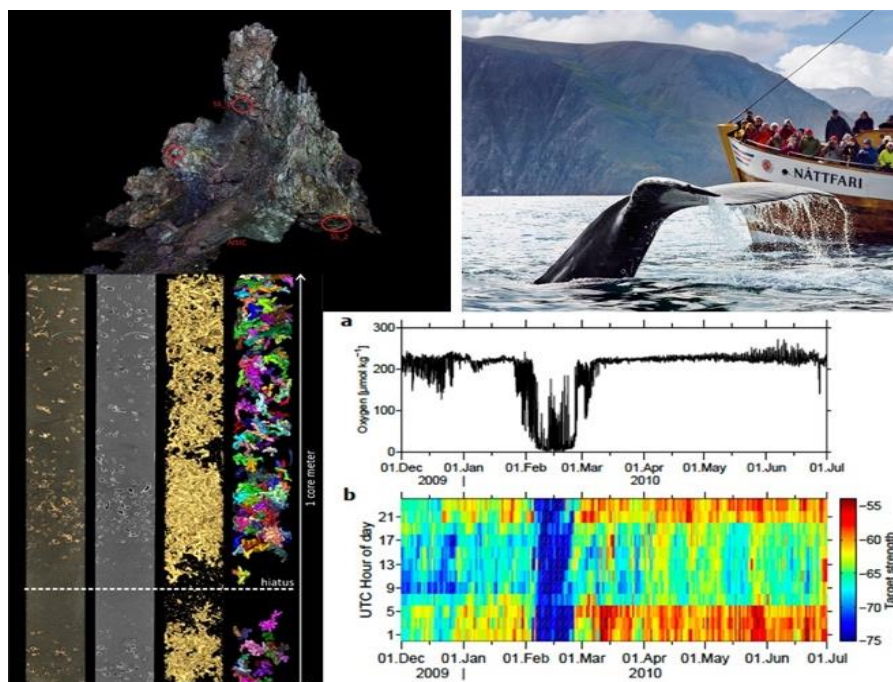 NÁTTFARI
1 core meter
hiatus
a
Oxygen [µmol kg⁻¹]
300
200
100
0
01.Dec 01.Jan 01.Feb 01.Mar 01.Apr 01.May 01.Jun 01.Jul
2009 | 2010
b
UTC Hour of day
21
17
13
9
5
1
01.Dec 01.Jan 01.Feb 01.Mar 01.Apr 01.May 01.Jun 01.Jul
2009 | 2010
-55
-60
-65
-70
-75
Target strength